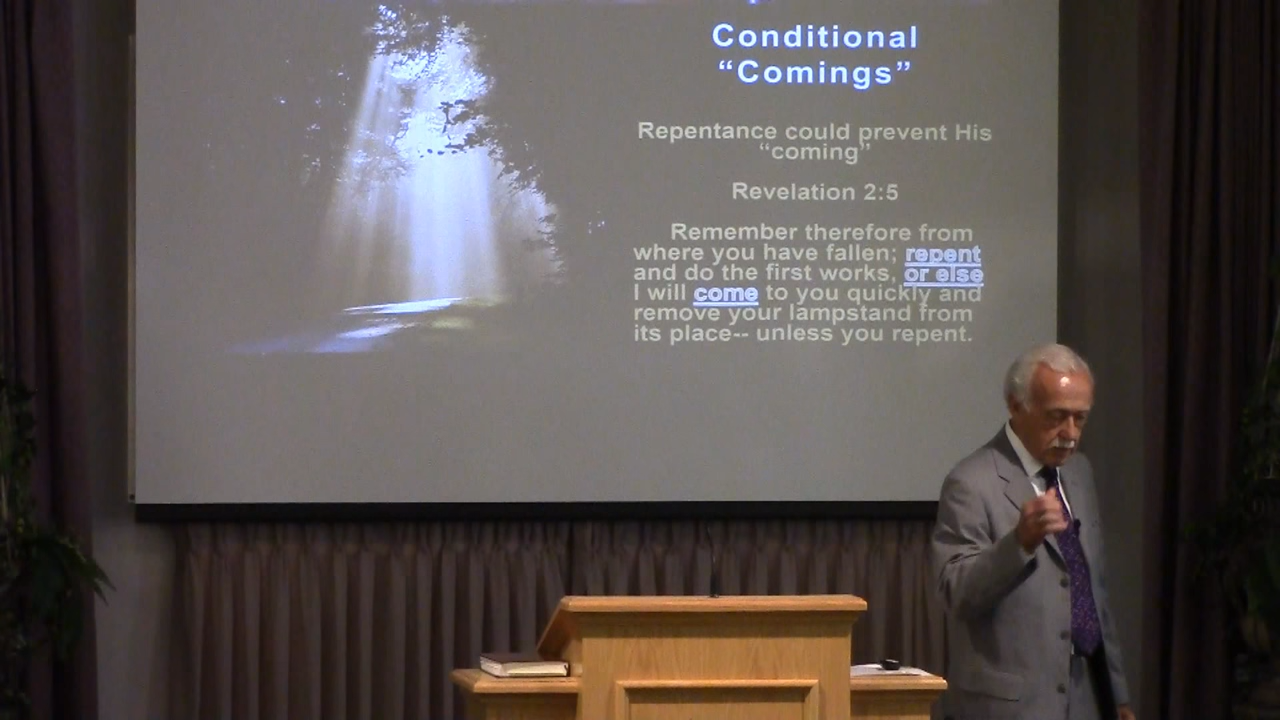 Conditional
“Comings”
Repentance could prevent His
“coming”
Revelation 2:5
Remember therefore from
where you have fallen; repent
and do the first works, or else
I will come to you quickly and
remove your lampstand from
its place-- unless you repent.